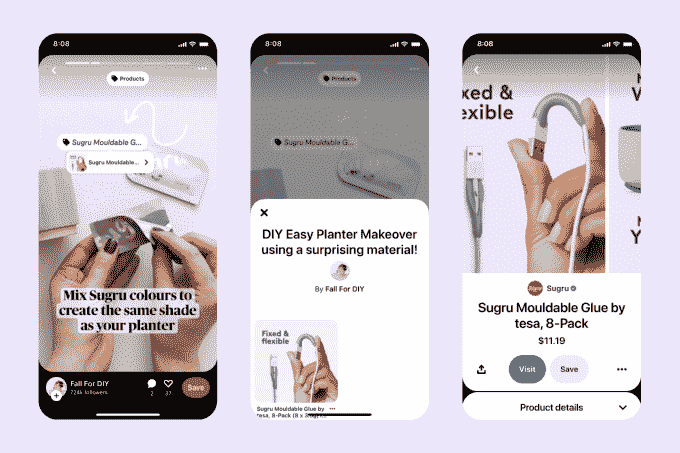 8:08
Products
Sugru Mouldable G...
Sugru Mouldable...
Mix Sugru colours to
create the same shade
as your planter
Fall For DIY
724k followers
2
37
Save
8:08
Products
Sugru Mouldable G...
DIY Easy Planter Makeover
using a surprising material!
By Fall For DIY
Fixed &
flexible
Sugru Mouldable Glue by
tesa, 8-Pack (8 x 3.5g)...
8:08
xed &
exible
Sugru
Sugru Mouldable Glue by
tesa, 8-Pack
$11.19
Visit
Save
Product details